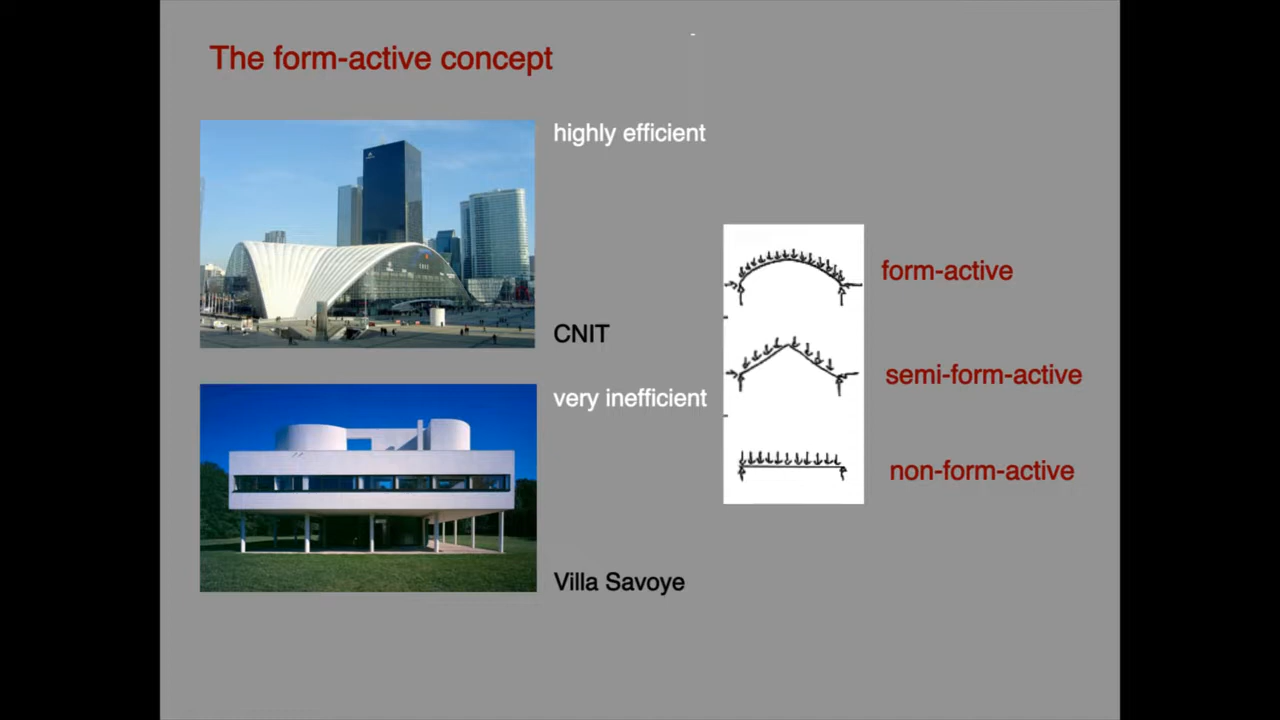 The form-active concept
highly efficient
CNIT
form-active
semi-form-active
very inefficient
non-form-active
Villa Savoye